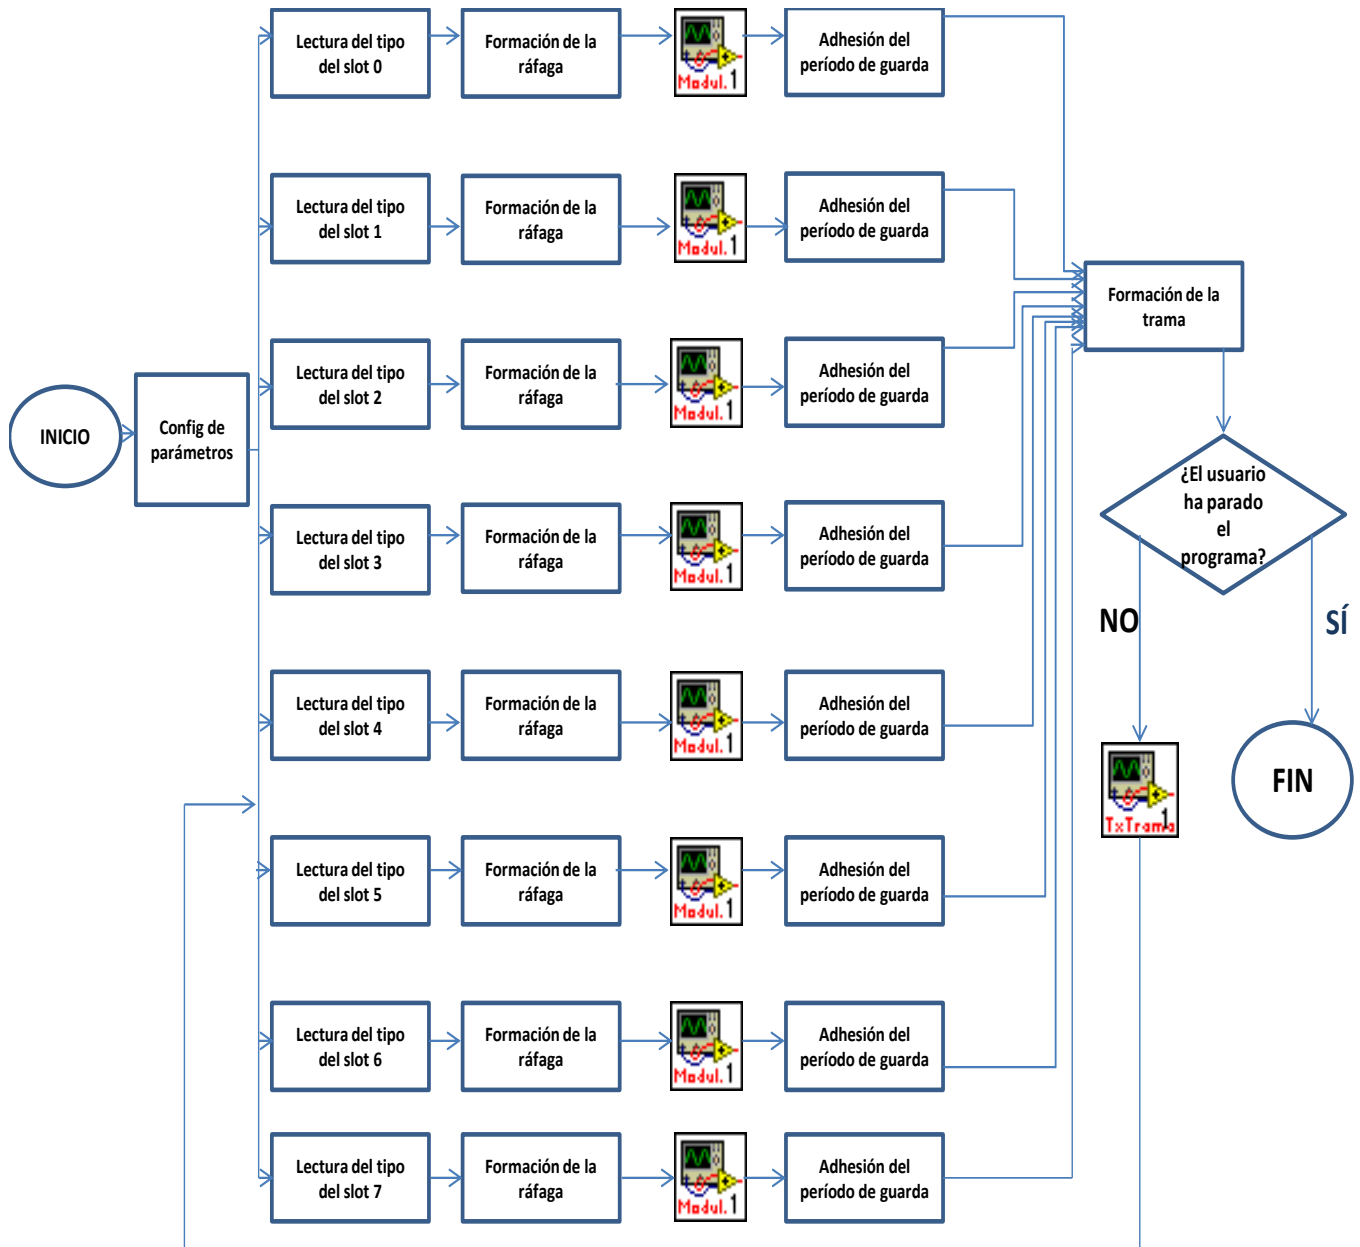 Lectura del tipo
del slot 0
Formación de la
ráfaga
Modul.1
Adhesión del
período de guarda
Lectura del tipo
del slot 1
Formación de la
ráfaga
Modul.1
Adhesión del
período de guarda
Formación de la
trama
Lectura del tipo
del slot 2
Formación de la
ráfaga
Modul.1
Adhesión del
período de guarda
INICIO
Config de
parámetros
¿El usuario
ha parado
el
programa?
Lectura del tipo
del slot 3
Formación de la
ráfaga
Modul.1
Adhesión del
período de guarda
NO
SÍ
Lectura del tipo
del slot 4
Formación de la
ráfaga
Modul.1
Adhesión del
período de guarda
TxTrama
1
FIN
Lectura del tipo
del slot 5
Formación de la
ráfaga
Modul.1
Adhesión del
período de guarda
Lectura del tipo
del slot 6
Formación de la
ráfaga
Modul.1
Adhesión del
período de guarda
Lectura del tipo
del slot 7
Formación de la
ráfaga
Modul.1
Adhesión del
período de guarda